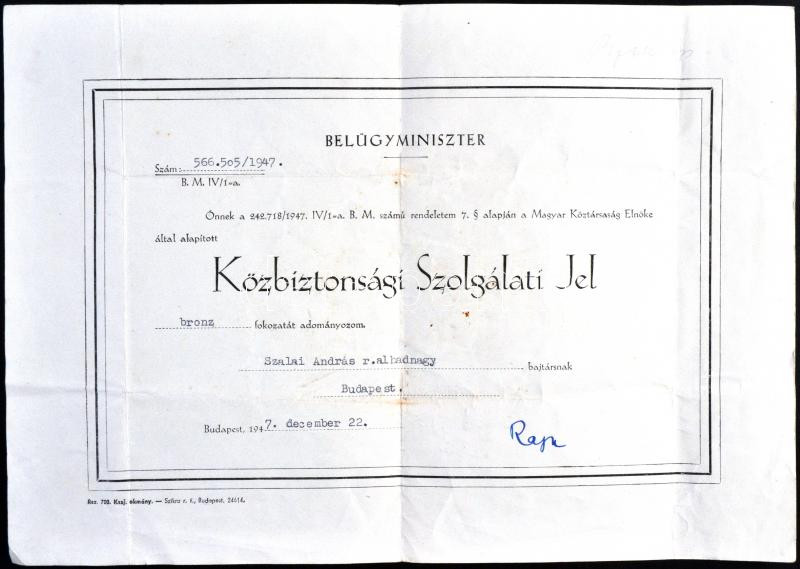 BELÜGYMINISZTER
Szám: 566.505/1947.
B. M. IV/1-a.
Önnek a 242.718/1947. IV/1-a. B. M. számú rendeletem 7. § alapján a Magyar Köztársaság Elnöke
által alapított
Közbiztonsági Szolgálati Jel
bronz fokozatát adományozom.
Szalai András r.alhadnagy bajtársnak
Budapest.
Budapest, 1947. december 22.
Rajk
Rsz. 700. Kszj. okmány. — Szikra r. t., Budapest, 24614.